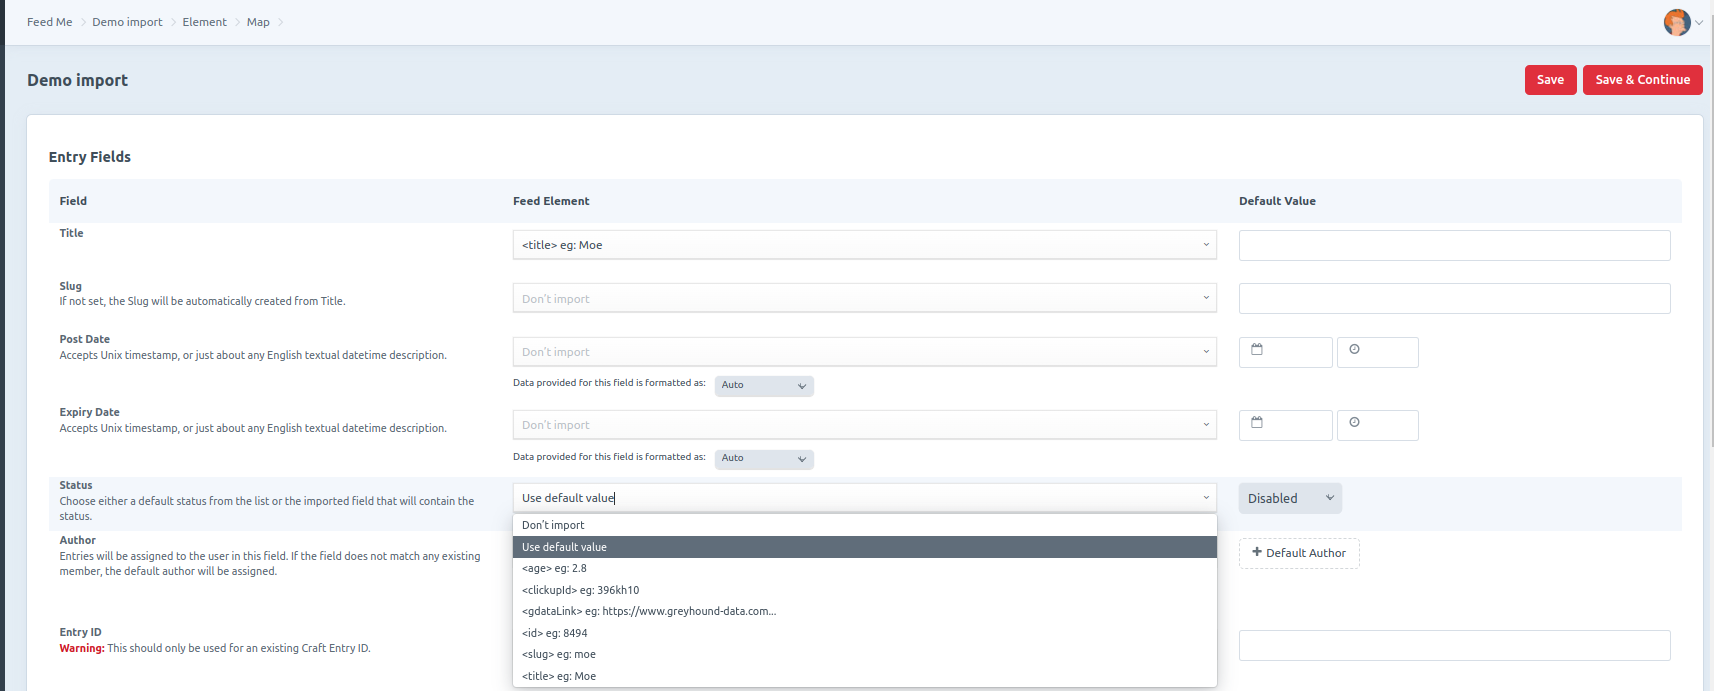 Feed Me
Demo import
Element
Map
Demo import
Save
Save & Continue
Entry Fields
Field
Feed Element
Default Value
Title
<title> eg: Moe
Slug
If not set, the Slug will be automatically created from Title.
Don't import
Post Date
Accepts Unix timestamp, or just about any English textual datetime description.
Don't import
Data provided for this field is formatted as:
Auto
Expiry Date
Accepts Unix timestamp, or just about any English textual datetime description.
Don't import
Data provided for this field is formatted as:
Auto
Status
Choose either a default status from the list or the imported field that will contain the
status.
Use default value
Disabled
Don't import
Use default value
<age> eg: 2.8
<clickupId> eg: 396kh10
<gdataLink> eg: https://www.greyhound-data.com...
<id> eg: 8494
<slug> eg: moe
<title> eg: Moe
Author
Entries will be assigned to the user in this field. If the field does not match any existing
member, the default author will be assigned.
Default Author
Entry ID
Warning: This should only be used for an existing Craft Entry ID.